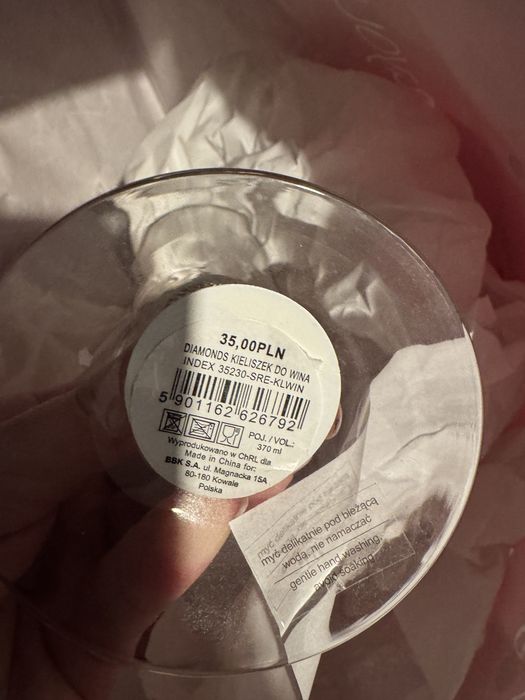 35,00PLN
DIAMONDS KIELISZEK DO WINA
INDEX 35230-SRE-KLWIN
5 901162 626792
POJ. / VOL.:
370 ml
Wyprodukowano w ChRL dla
Made in China for:
BBK S.A. ul. Magnacka 15A
80-180 Kowale
Polska
myć delikatnie pod bieżącą
wodą, nie namaczać
gentle hand washing,
avoid soaking